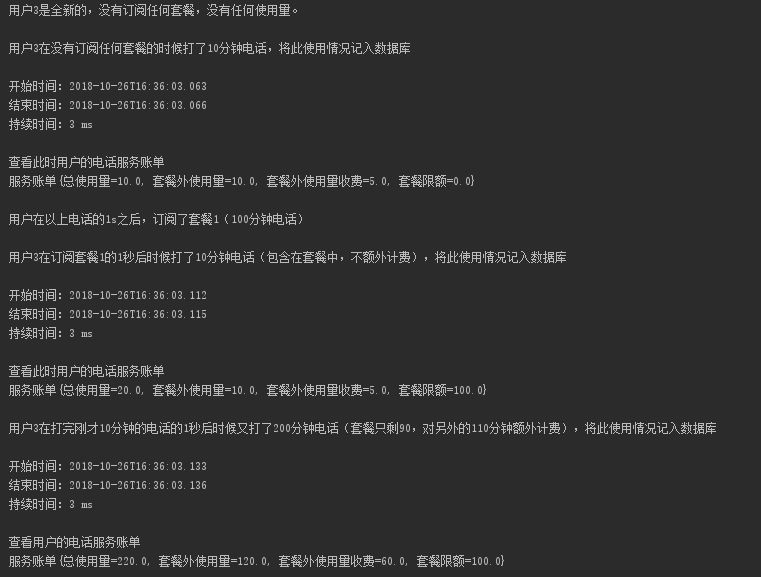 用户3是全新的，没有订阅任何套餐，没有任何使用量。
用户3在没有订阅任何套餐的时候打了10分钟电话，将此使用情况记入数据库
开始时间: 2018-10-26T16:36:03.063
结束时间: 2018-10-26T16:36:03.066
持续时间: 3 ms
查看此时用户的电话服务账单
服务账单{总使用量=10.0, 套餐外使用量=10.0, 套餐外使用量收费=5.0, 套餐限额=0.0}
用户在以上电话的1s之后，订阅了套餐1（100分钟电话）
用户3在订阅套餐1的1秒后时候打了10分钟电话（包含在套餐中，不额外计费），将此使用情况记入数据库
开始时间: 2018-10-26T16:36:03.112
结束时间: 2018-10-26T16:36:03.115
持续时间: 3 ms
查看此时用户的电话服务账单
服务账单{总使用量=20.0, 套餐外使用量=10.0, 套餐外使用量收费=5.0, 套餐限额=100.0}
用户3在打完刚才10分钟的电话的1秒后时候又打了200分钟电话（套餐只剩90，对另外的110分钟额外计费），将此使用情况记入数据库
开始时间: 2018-10-26T16:36:03.133
结束时间: 2018-10-26T16:36:03.136
持续时间: 3 ms
查看用户的电话服务账单
服务账单{总使用量=220.0, 套餐外使用量=120.0, 套餐外使用量收费=60.0, 套餐限额=100.0}